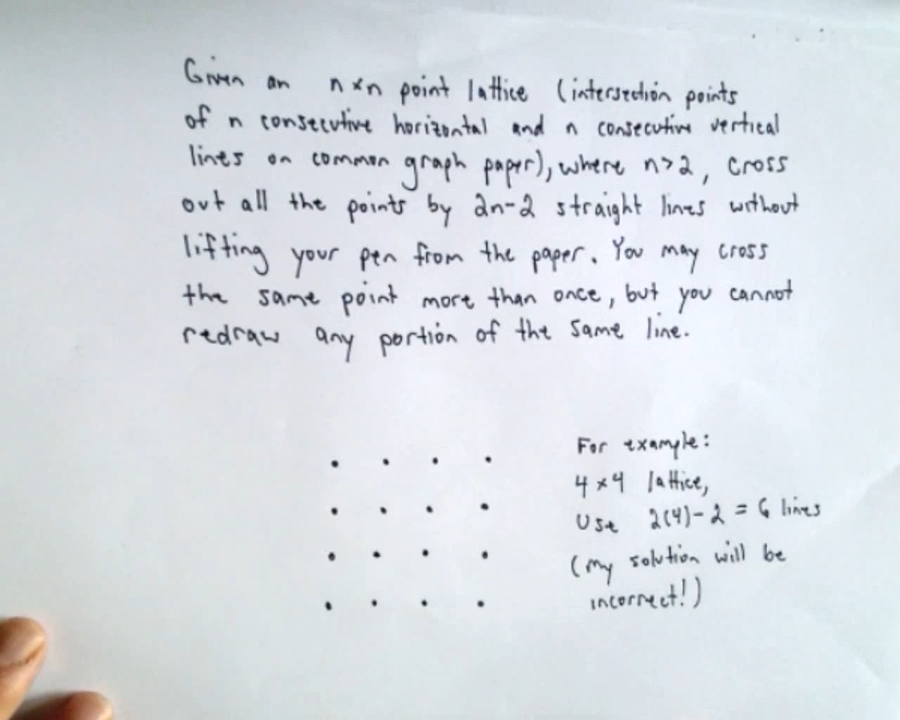 Given an n×n point lattice (intersection points
of n consecutive horizontal and n consecutive vertical
lines on common graph paper), where n>2, cross
out all the points by 2n-2 straight lines without
lifting your pen from the paper. You may cross
the same point more than once, but you cannot
redraw any portion of the same line.
For example:
4×4 lattice,
Use 2(4)-2 = 6 lines
(my solution will be
incorrect!)